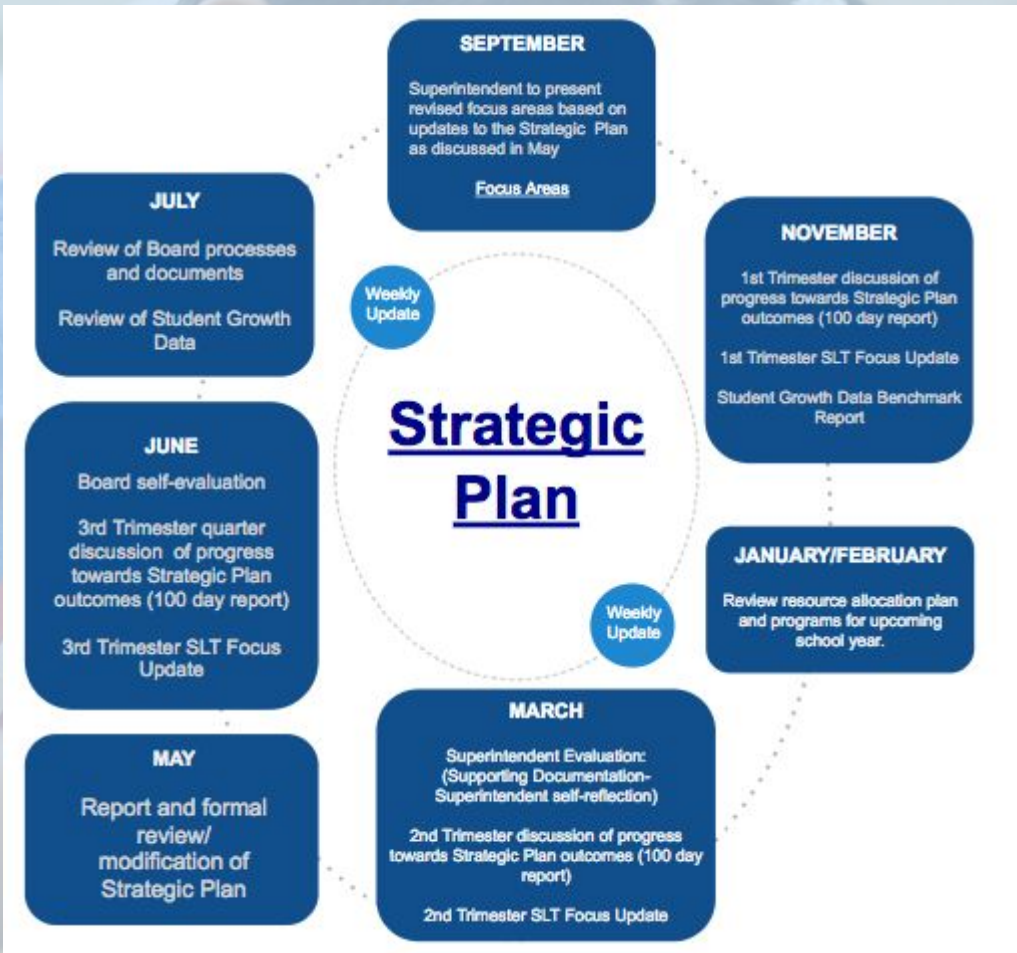 SEPTEMBER
Superintendent to present
revised focus areas based on
updates to the Strategic Plan
as discussed in May
Focus Areas
NOVEMBER
1st Trimester discussion of
progress towards Strategic Plan
outcomes (100 day report)
1st Trimester SLT Focus Update
Student Growth Data Benchmark
Report
JANUARY/FEBRUARY
Review resource allocation plan
and programs for upcoming
school year.
MARCH
Superintendent Evaluation:
(Supporting Documentation-
Superintendent self-reflection)
2nd Trimester discussion of progress
towards Strategic Plan outcomes (100 day
report)
2nd Trimester SLT Focus Update
MAY
Report and formal
review/
modification of
Strategic Plan
JUNE
Board self-evaluation
3rd Trimester quarter
discussion of progress
towards Strategic Plan
outcomes (100 day report)
3rd Trimester SLT Focus
Update
JULY
Review of Board processes
and documents
Review of Student Growth
Data
Weekly
Update
Strategic
Plan
Weekly
Update